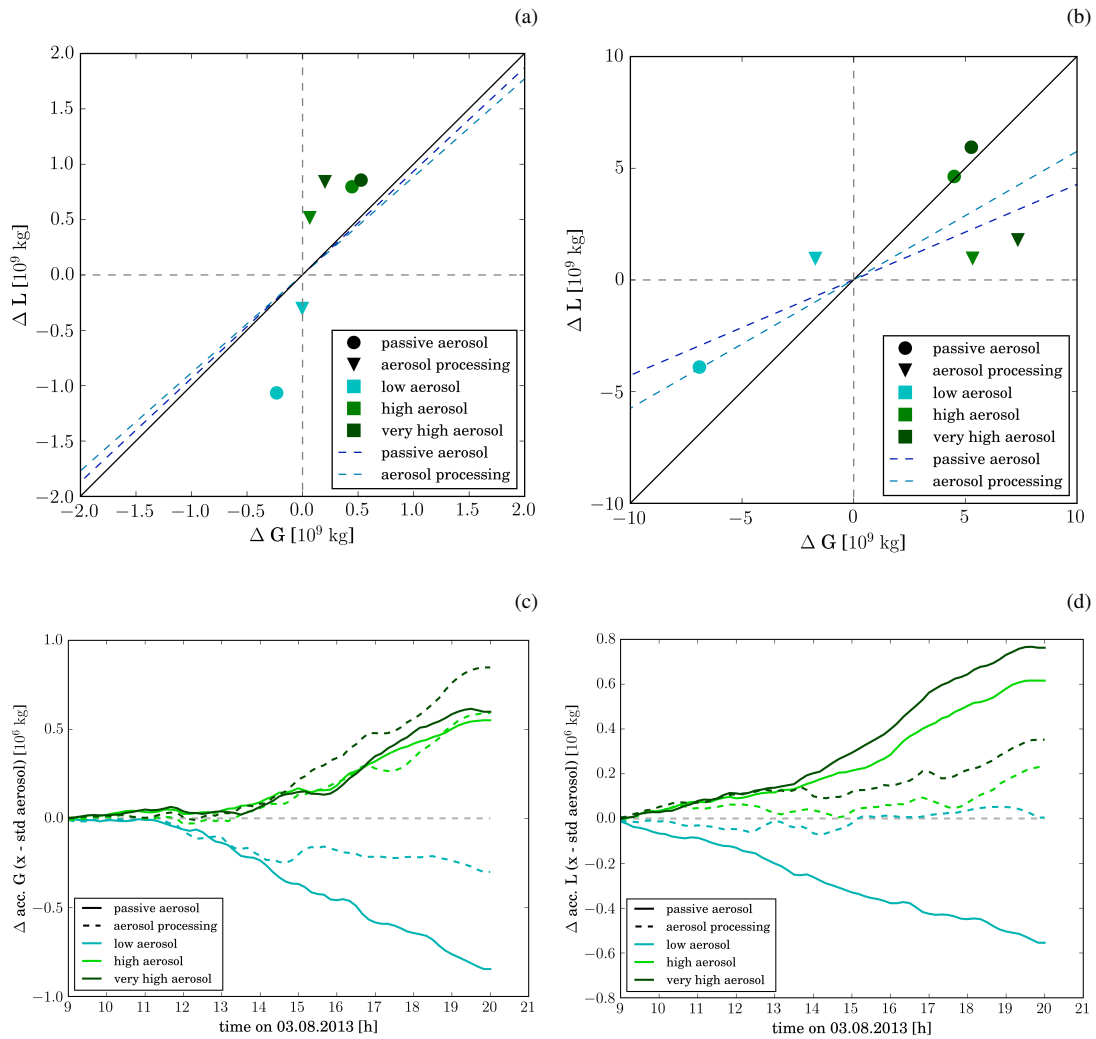 (a)
2.0
1.5
1.0
0.5
0.0
−0.5
−1.0
−1.5
−2.0
Δ L [10⁹ kg]
passive aerosol
aerosol processing
low aerosol
high aerosol
very high aerosol
passive aerosol
aerosol processing
−2.0 −1.5 −1.0 −0.5 0.0 0.5 1.0 1.5 2.0
Δ G [10⁹ kg]
(b)
10
5
0
−5
−10
Δ L [10⁹ kg]
passive aerosol
aerosol processing
low aerosol
high aerosol
very high aerosol
passive aerosol
aerosol processing
−10 −5 0 5 10
Δ G [10⁹ kg]
(c)
1.0
0.5
0.0
−0.5
−1.0
Δ acc. G (x - std aerosol) [10⁶ kg]
passive aerosol
aerosol processing
low aerosol
high aerosol
very high aerosol
9 10 11 12 13 14 15 16 17 18 19 20 21
time on 03.08.2013 [h]
(d)
0.8
0.6
0.4
0.2
0.0
−0.2
−0.4
−0.6
−0.8
Δ acc. L (x - std aerosol) [10⁶ kg]
passive aerosol
aerosol processing
low aerosol
high aerosol
very high aerosol
9 10 11 12 13 14 15 16 17 18 19 20 21
time on 03.08.2013 [h]